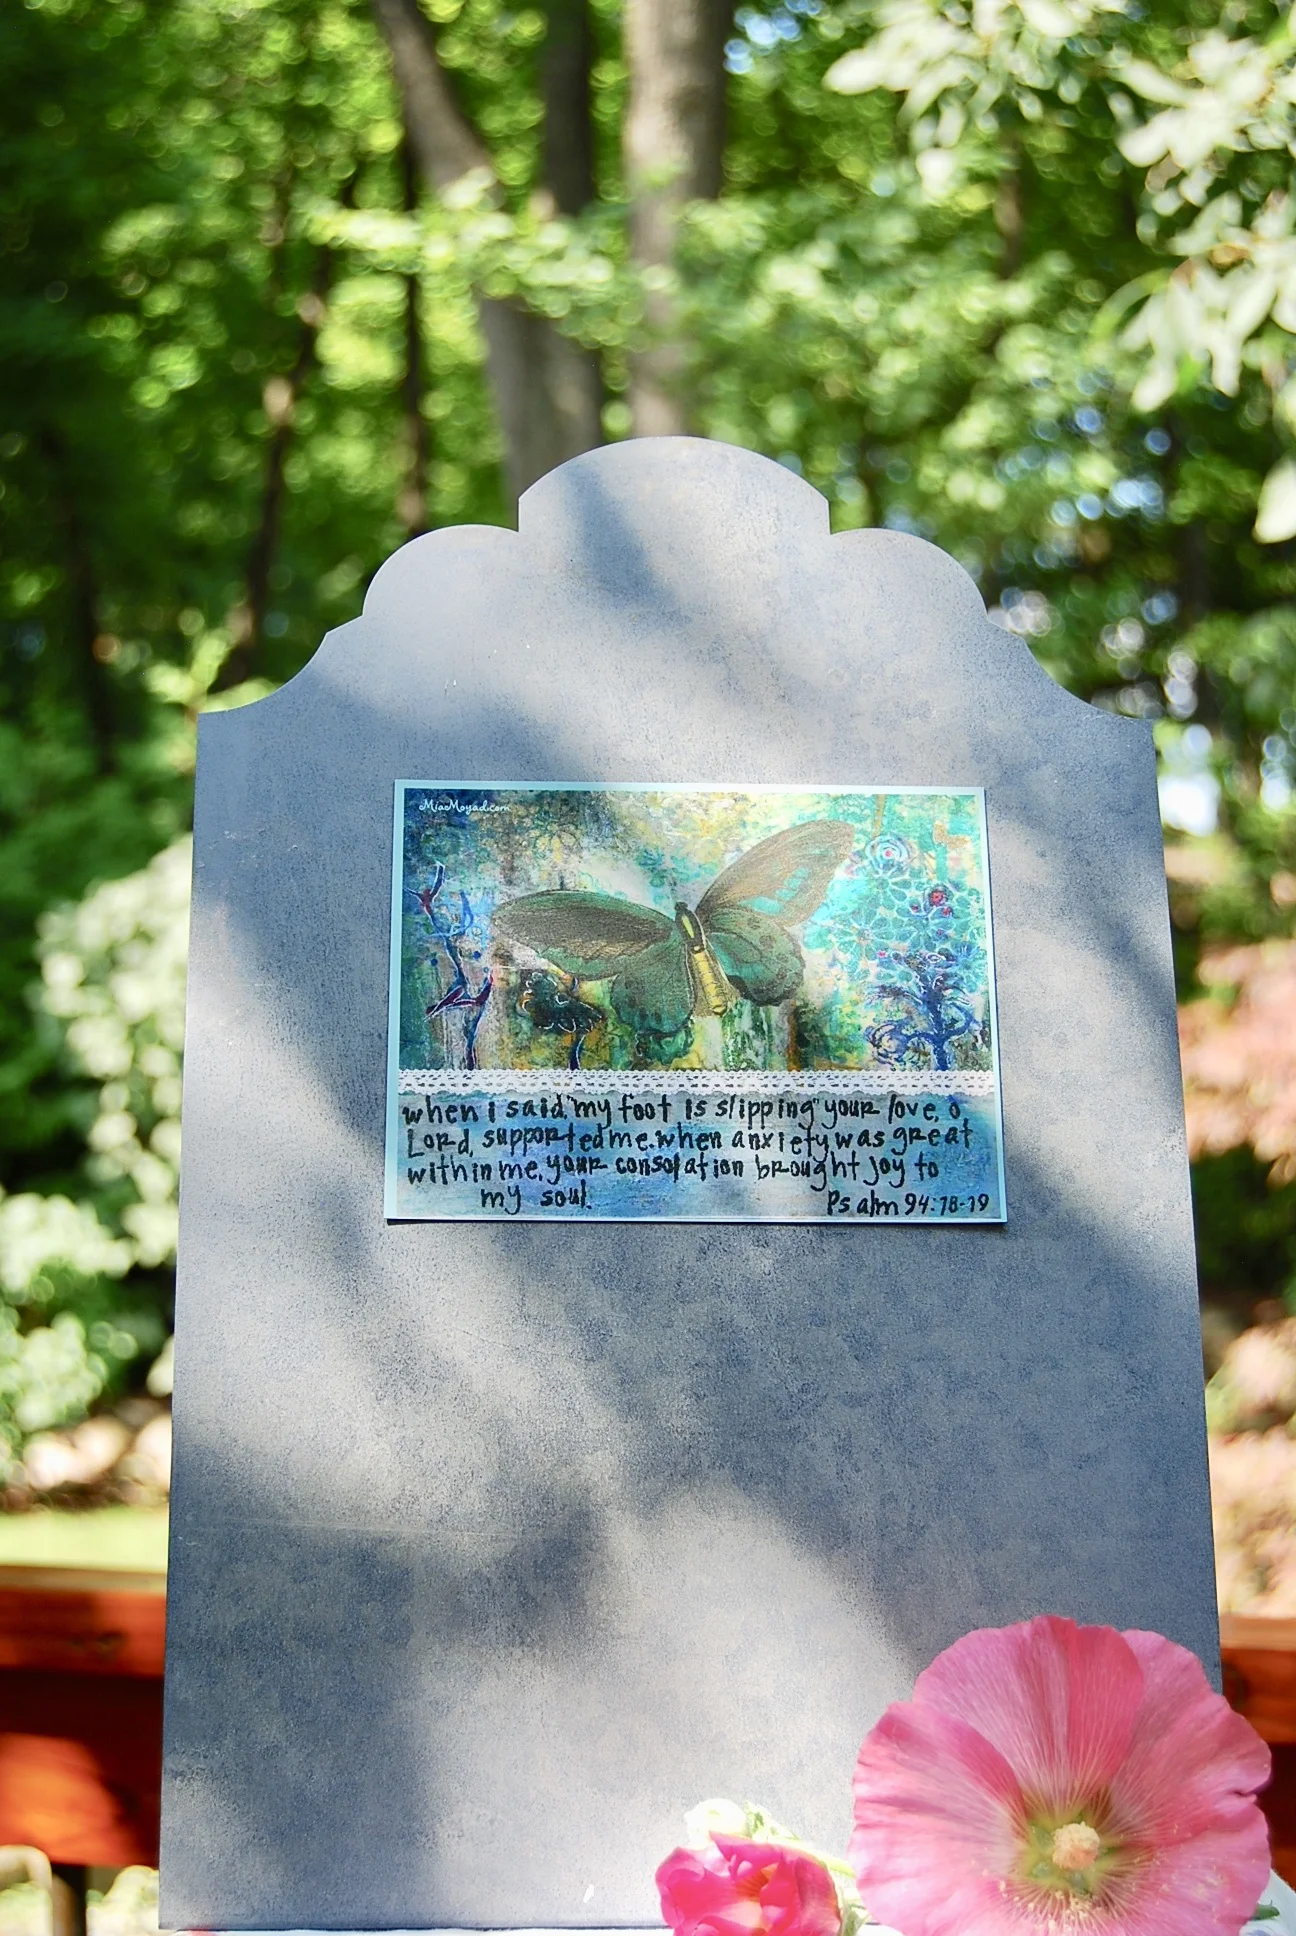 MiaMoyad.com
when i said,"my foot is slipping" your love, o
Lord, supported me. when anxiety was great
within me, your consolation brought joy to
my soul.
Psalm 94:18-19